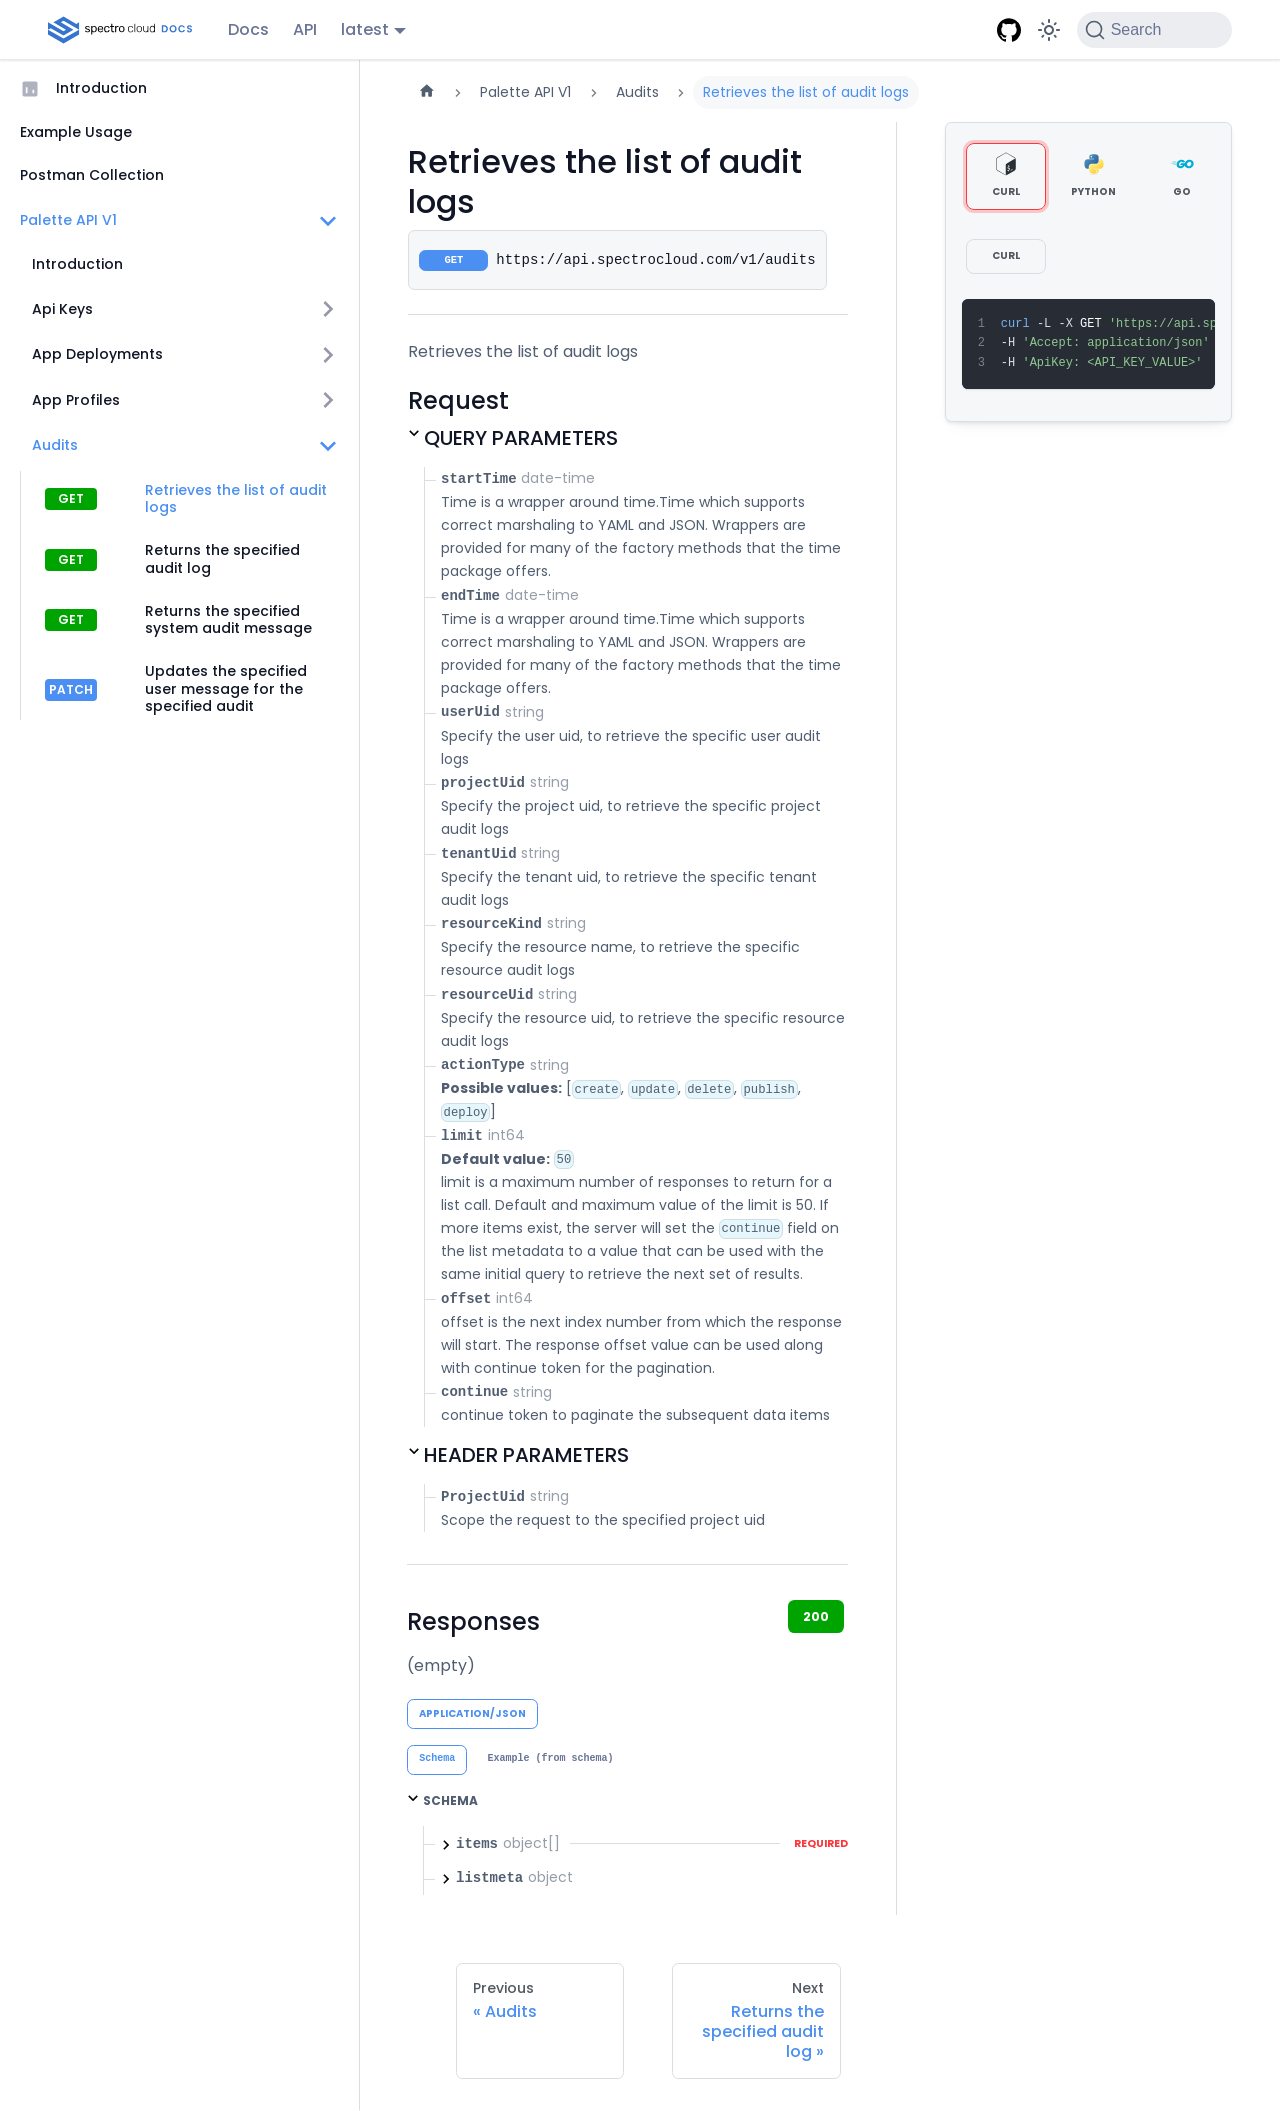 spectro cloud DOCS
Docs
API
latest
Search
Introduction
Example Usage
Postman Collection
Palette API V1
Introduction
Api Keys
App Deployments
App Profiles
Audits
GET
Retrieves the list of audit
logs
GET
Returns the specified
audit log
GET
Returns the specified
system audit message
PATCH
Updates the specified
user message for the
specified audit
Palette API V1
Audits
Retrieves the list of audit logs
Retrieves the list of audit
logs
GET https://api.spectrocloud.com/v1/audits
Retrieves the list of audit logs
Request
QUERY PARAMETERS
startTime date-time
Time is a wrapper around time.Time which supports
correct marshaling to YAML and JSON. Wrappers are
provided for many of the factory methods that the time
package offers.
endTime date-time
Time is a wrapper around time.Time which supports
correct marshaling to YAML and JSON. Wrappers are
provided for many of the factory methods that the time
package offers.
userUid string
Specify the user uid, to retrieve the specific user audit
logs
projectUid string
Specify the project uid, to retrieve the specific project
audit logs
tenantUid string
Specify the tenant uid, to retrieve the specific tenant
audit logs
resourceKind string
Specify the resource name, to retrieve the specific
resource audit logs
resourceUid string
Specify the resource uid, to retrieve the specific resource
audit logs
actionType string
Possible values: [create, update, delete, publish,
deploy]
limit int64
Default value: 50
limit is a maximum number of responses to return for a
list call. Default and maximum value of the limit is 50. If
more items exist, the server will set the continue field on
the list metadata to a value that can be used with the
same initial query to retrieve the next set of results.
offset int64
offset is the next index number from which the response
will start. The response offset value can be used along
with continue token for the pagination.
continue string
continue token to paginate the subsequent data items
HEADER PARAMETERS
ProjectUid string
Scope the request to the specified project uid
Responses
200
(empty)
APPLICATION/JSON
Schema
Example (from schema)
SCHEMA
items object[]
REQUIRED
listmeta object
Previous
« Audits
Next
Returns the
specified audit
log »
CURL
PYTHON
GO
CURL
1 curl -L -X GET 'https://api.sp
2 -H 'Accept: application/json'
3 -H 'ApiKey: <API_KEY_VALUE>'